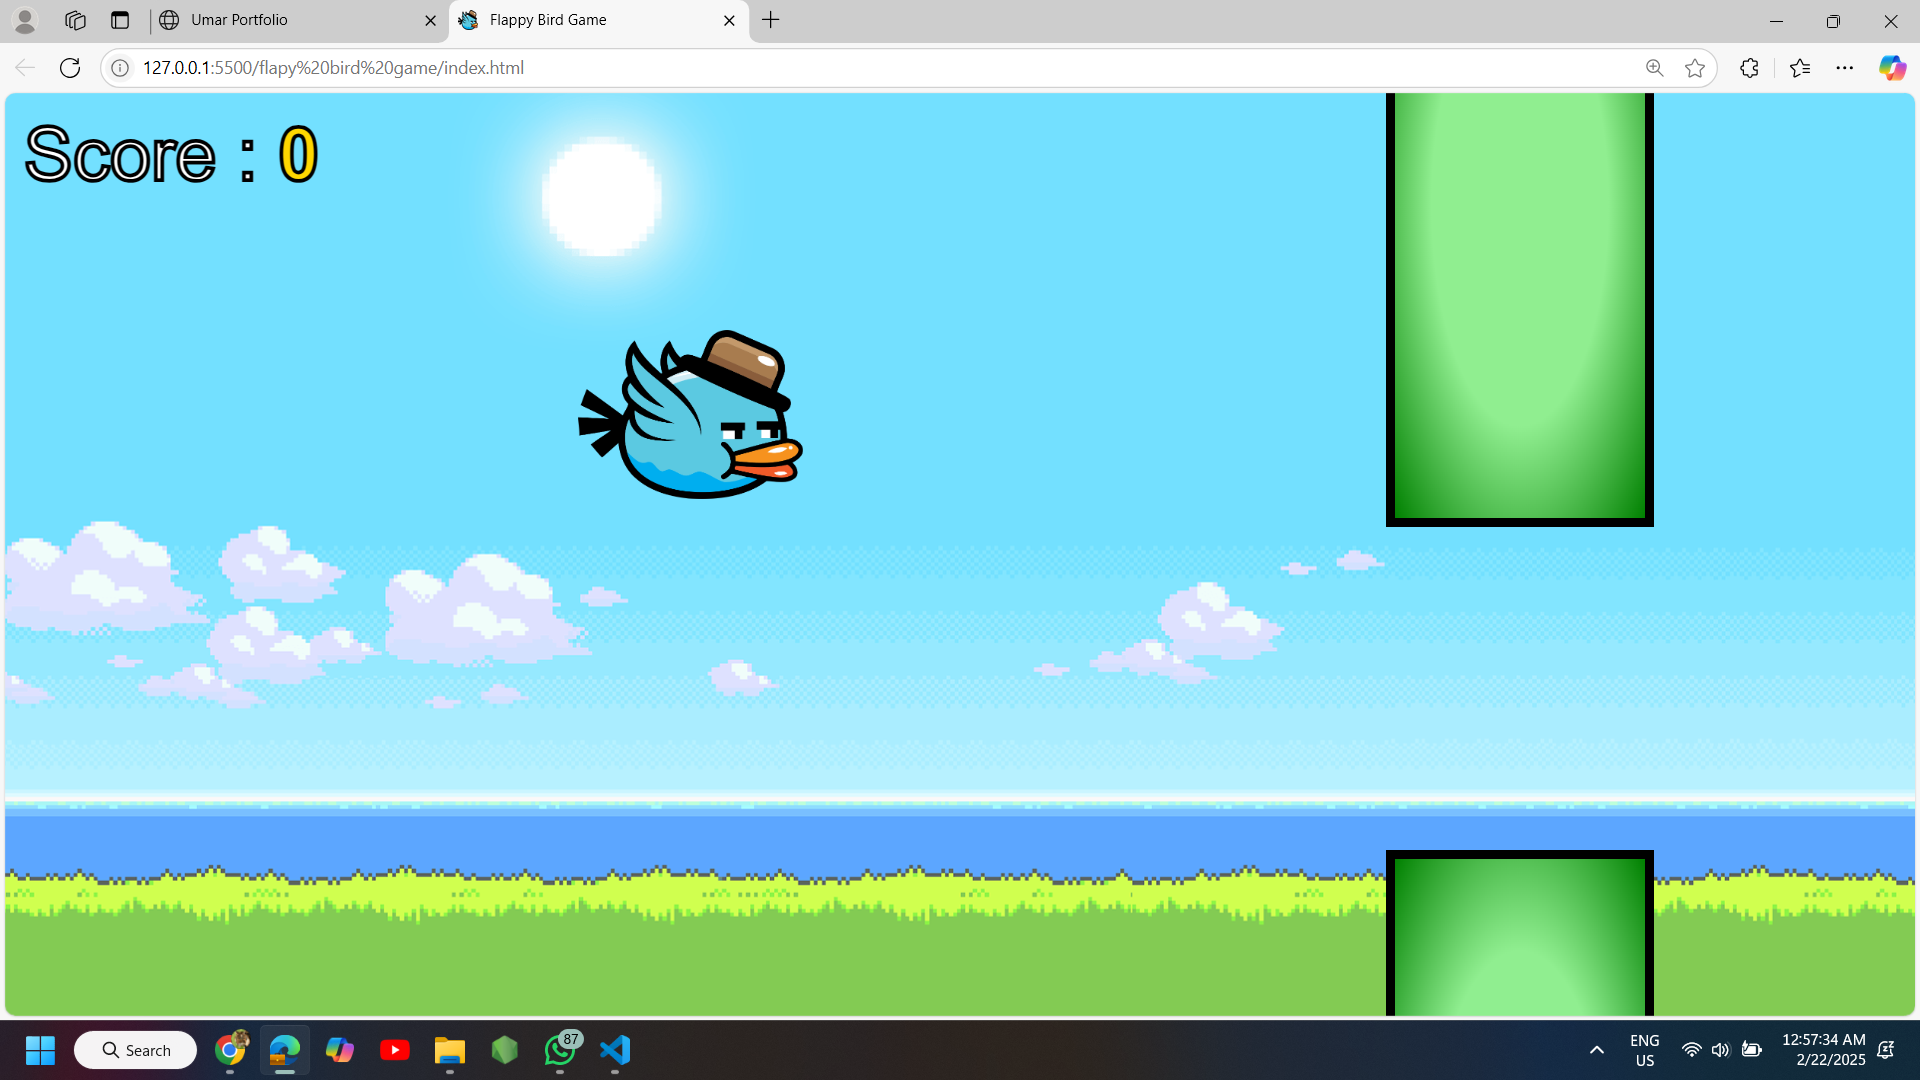 Umar Portfolio
Flappy Bird Game
127.0.0.1:5500/flapy%20bird%20game/index.html
Score : 0
Search
87
ENG
US
12:57:34 AM
2/22/2025